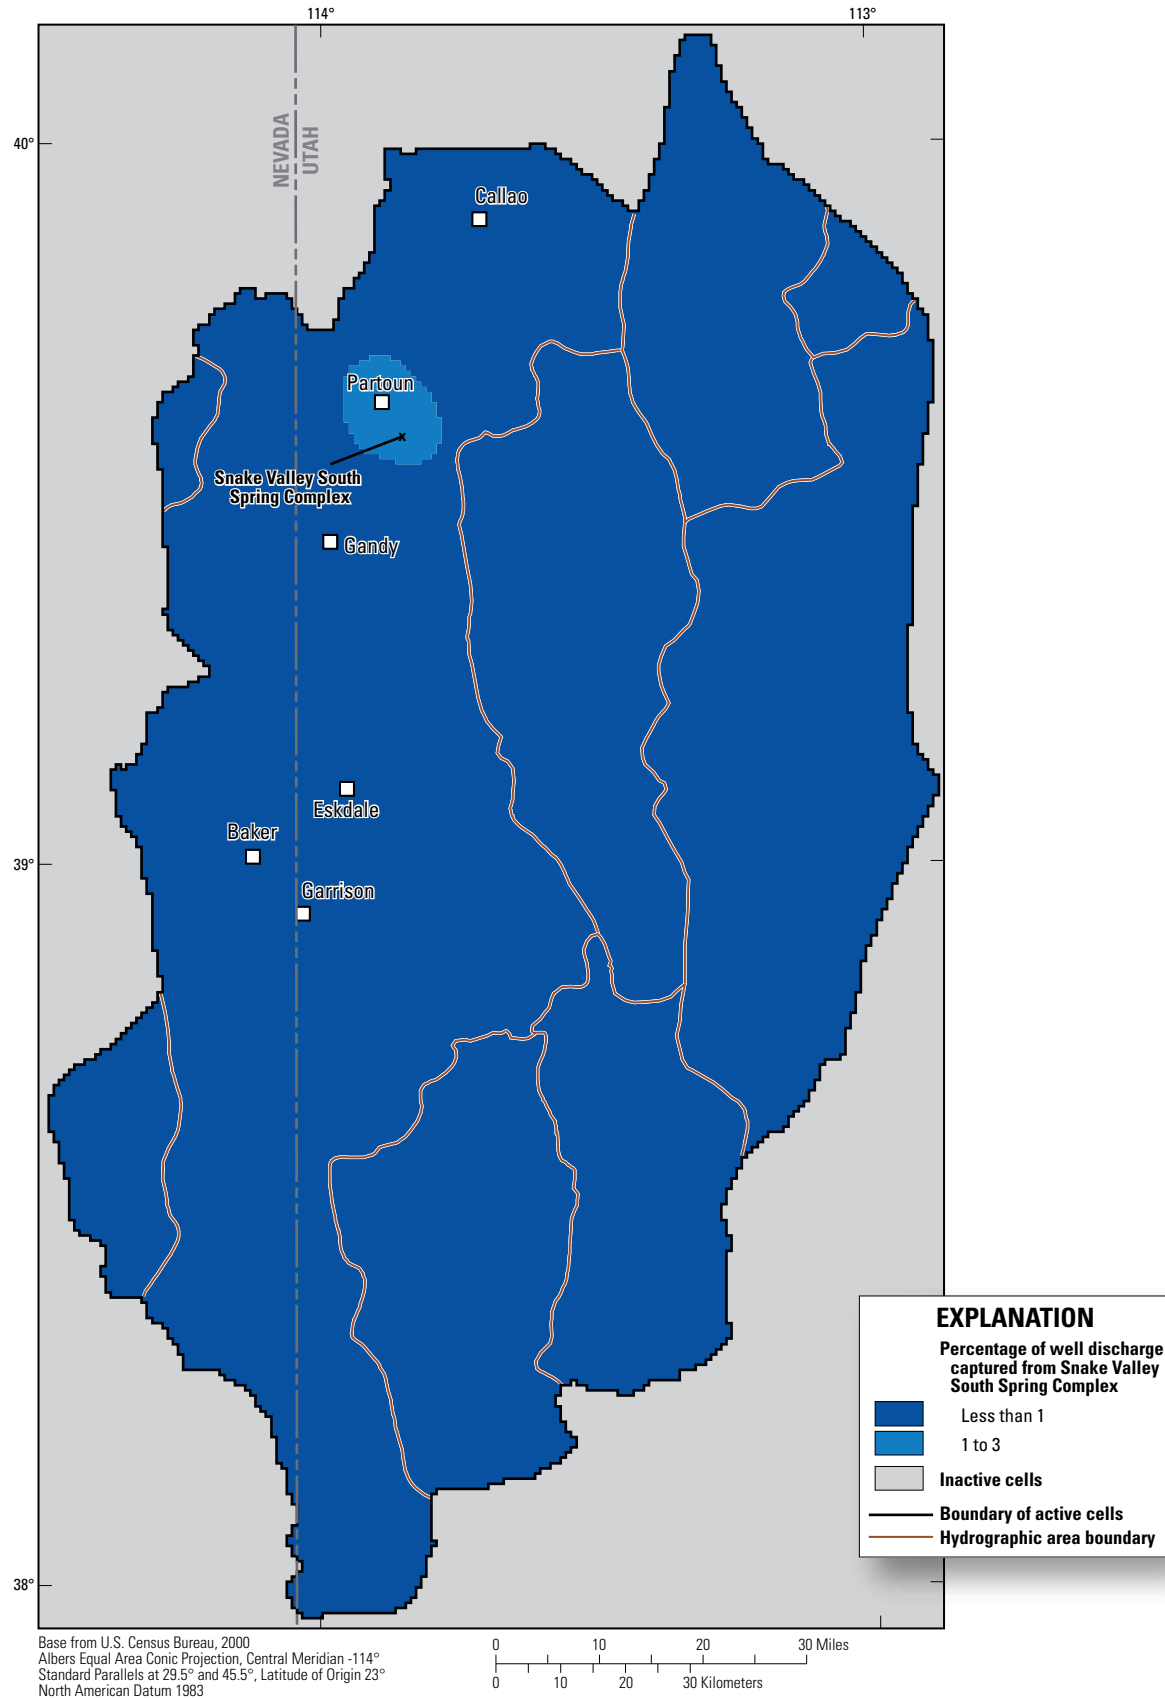 114°
113°
40°
NEVADA
UTAH
Callao
Partoun
x
Snake Valley South
Spring Complex
Gandy
Eskdale
Baker
39°
Garrison
38°
EXPLANATION
Percentage of well discharge
captured from Snake Valley
South Spring Complex
Less than 1
1 to 3
Inactive cells
Boundary of active cells
Hydrographic area boundary
Base from U.S. Census Bureau, 2000
Albers Equal Area Conic Projection, Central Meridian -114°
Standard Parallels at 29.5° and 45.5°, Latitude of Origin 23°
North American Datum 1983
0 10 20 30 Miles
0 10 20 30 Kilometers